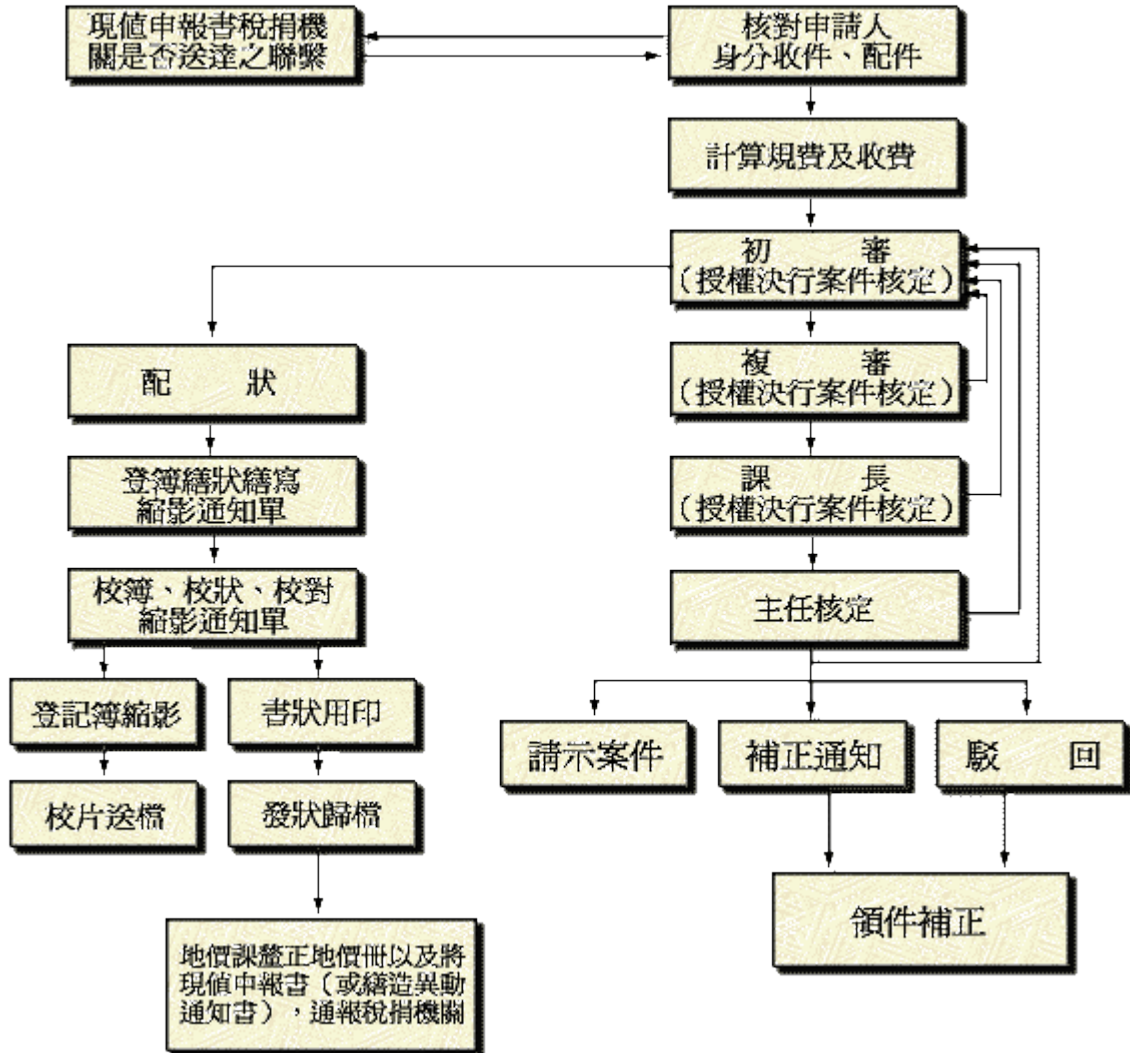 現值申報書稅捐機
關是否送達之聯繫
核對申請人
身分收件、配件
計算規費及收費
初　　審
（授權決行案件核定）
複　　審
（授權決行案件核定）
課　　長
（授權決行案件核定）
主任核定
請示案件
補正通知
駁　　回
領件補正
配　　狀
登簿繕狀繕寫
縮影通知單
校簿、校狀、校對
縮影通知單
登記簿縮影
書狀用印
校片送檔
發狀歸檔
地價課釐正地價冊以及將
現值申報書（或繕造異動
通知書），通報稅捐機關